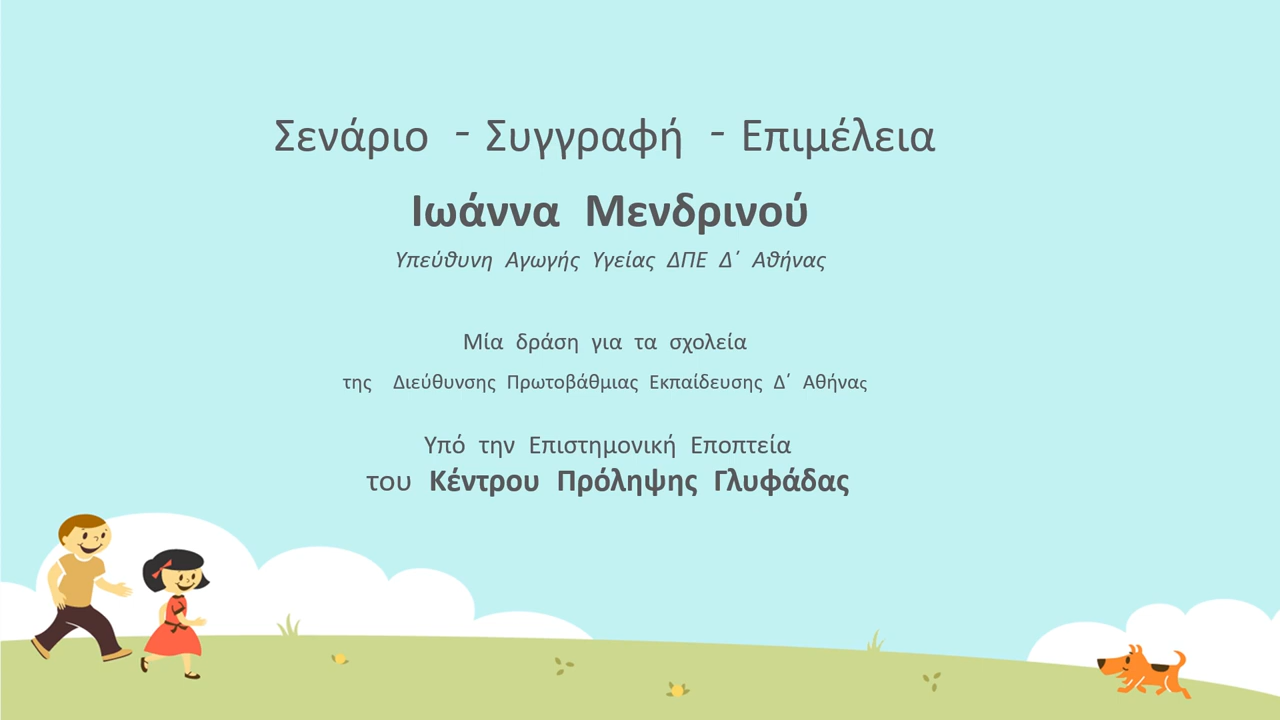 Σενάριο - Συγγραφή - Επιμέλεια
Ιωάννα Μενδρινού
Υπεύθυνη Αγωγής Υγείας ΔΠΕ Δ΄ Αθήνας
Μία δράση για τα σχολεία
της Διεύθυνσης Πρωτοβάθμιας Εκπαίδευσης Δ΄ Αθήνας
Υπό την Επιστημονική Εποπτεία
του Κέντρου Πρόληψης Γλυφάδας